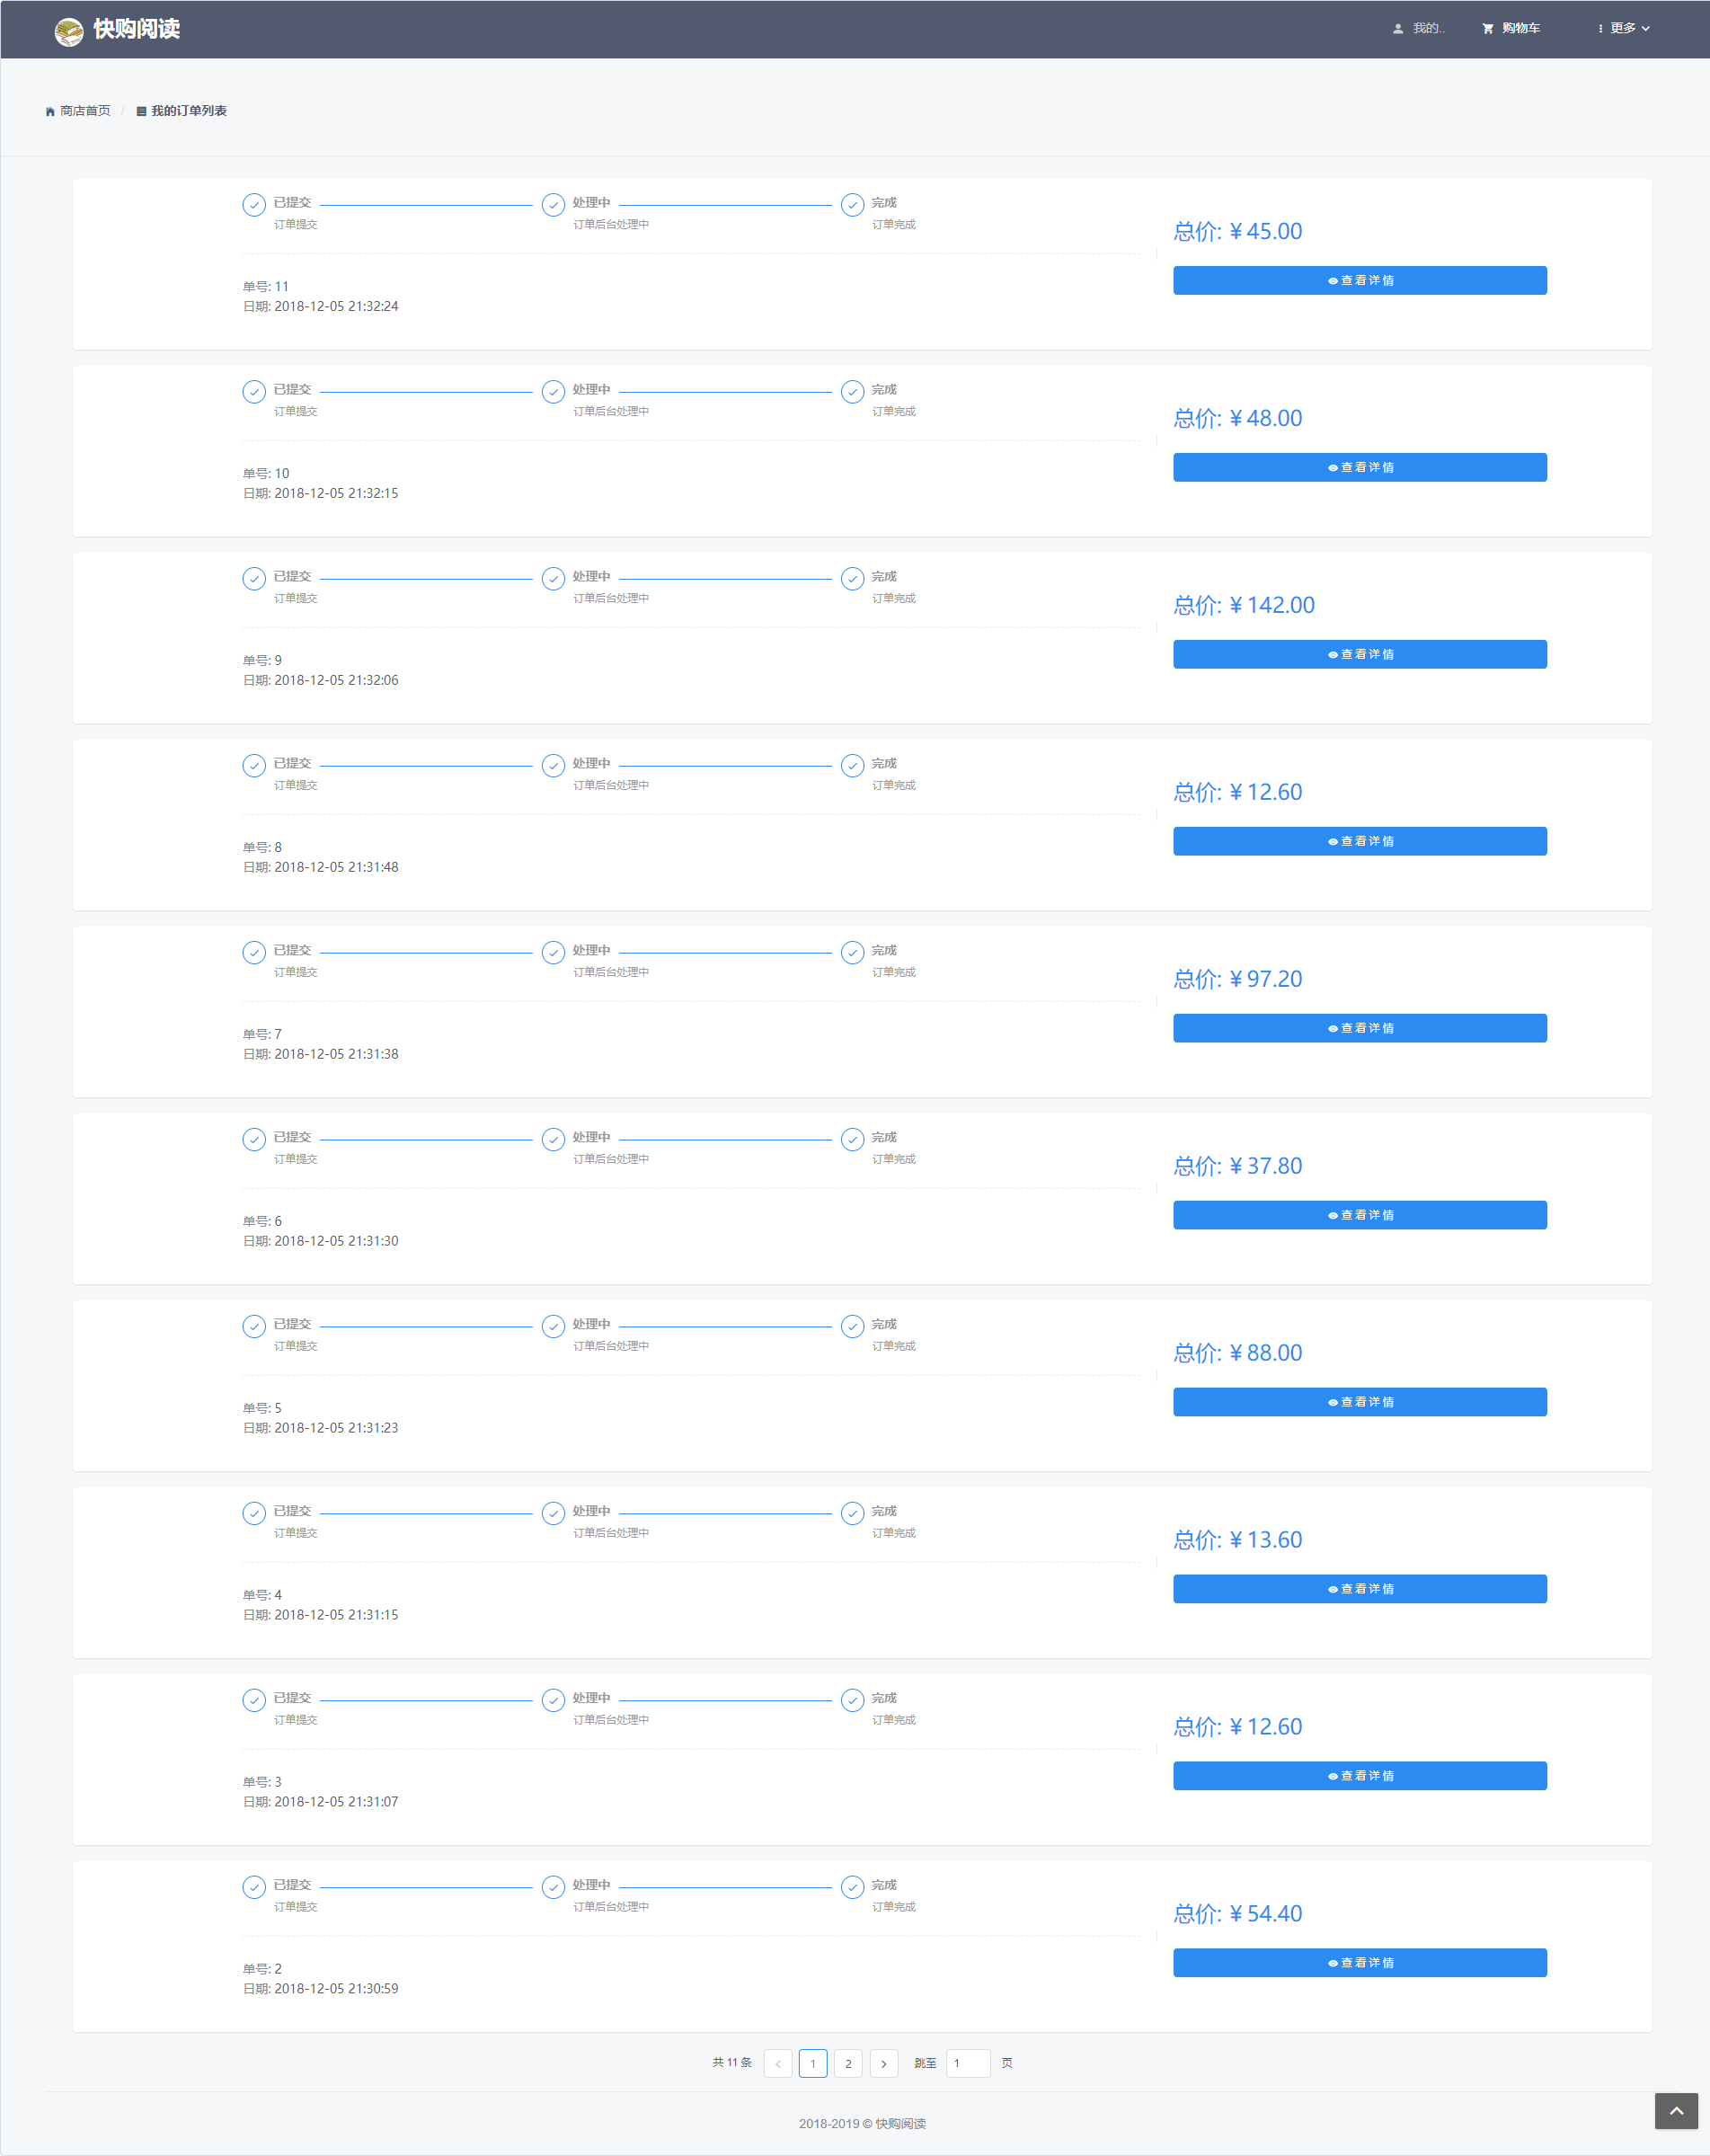 快购阅读
我的.. 购物车 更多
商店首页 / 我的订单列表
已提交 处理中 完成
订单提交 订单后台处理中 订单完成
总价: ￥45.00
查看详情
单号: 11
日期: 2018-12-05 21:32:24
已提交 处理中 完成
订单提交 订单后台处理中 订单完成
总价: ￥48.00
查看详情
单号: 10
日期: 2018-12-05 21:32:15
已提交 处理中 完成
订单提交 订单后台处理中 订单完成
总价: ￥142.00
查看详情
单号: 9
日期: 2018-12-05 21:32:06
已提交 处理中 完成
订单提交 订单后台处理中 订单完成
总价: ￥12.60
查看详情
单号: 8
日期: 2018-12-05 21:31:48
已提交 处理中 完成
订单提交 订单后台处理中 订单完成
总价: ￥97.20
查看详情
单号: 7
日期: 2018-12-05 21:31:38
已提交 处理中 完成
订单提交 订单后台处理中 订单完成
总价: ￥37.80
查看详情
单号: 6
日期: 2018-12-05 21:31:30
已提交 处理中 完成
订单提交 订单后台处理中 订单完成
总价: ￥88.00
查看详情
单号: 5
日期: 2018-12-05 21:31:23
已提交 处理中 完成
订单提交 订单后台处理中 订单完成
总价: ￥13.60
查看详情
单号: 4
日期: 2018-12-05 21:31:15
已提交 处理中 完成
订单提交 订单后台处理中 订单完成
总价: ￥12.60
查看详情
单号: 3
日期: 2018-12-05 21:31:07
已提交 处理中 完成
订单提交 订单后台处理中 订单完成
总价: ￥54.40
查看详情
单号: 2
日期: 2018-12-05 21:30:59
共 11 条 1 2 跳至 1 页
2018-2019 © 快购阅读